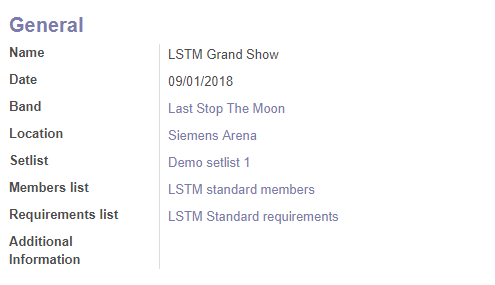 General
Name LSTM Grand Show
Date 09/01/2018
Band Last Stop The Moon
Location Siemens Arena
Setlist Demo setlist 1
Members list LSTM standard members
Requirements list LSTM Standard requirements
Additional
Information